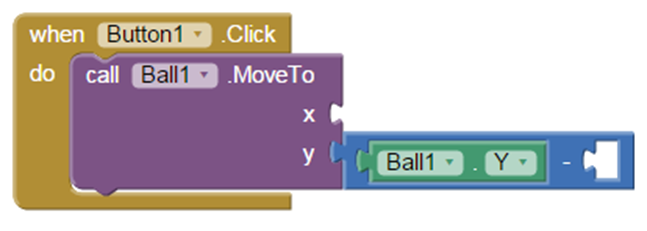 when Button1 .Click
do call Ball1 .MoveTo
x
y Ball1 . Y -